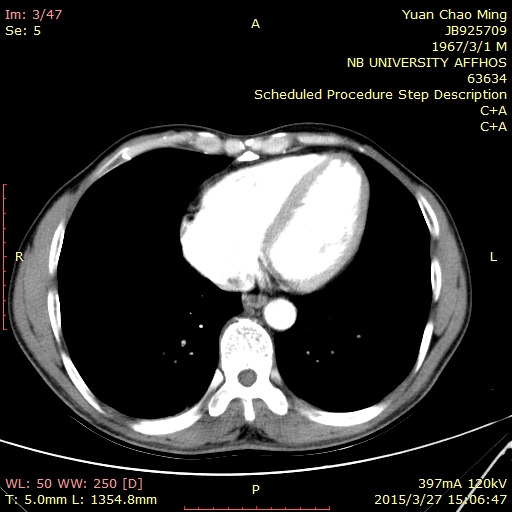 Im: 3/47
Se: 5
A
Yuan Chao Ming
JB925709
1967/3/1 M
NB UNIVERSITY AFFHOS
63634
Scheduled Procedure Step Description
C+A
C+A
R
L
WL: 50 WW: 250 [D]
T: 5.0mm L: 1354.8mm
P
397mA 120kV
2015/3/27 15:06:47